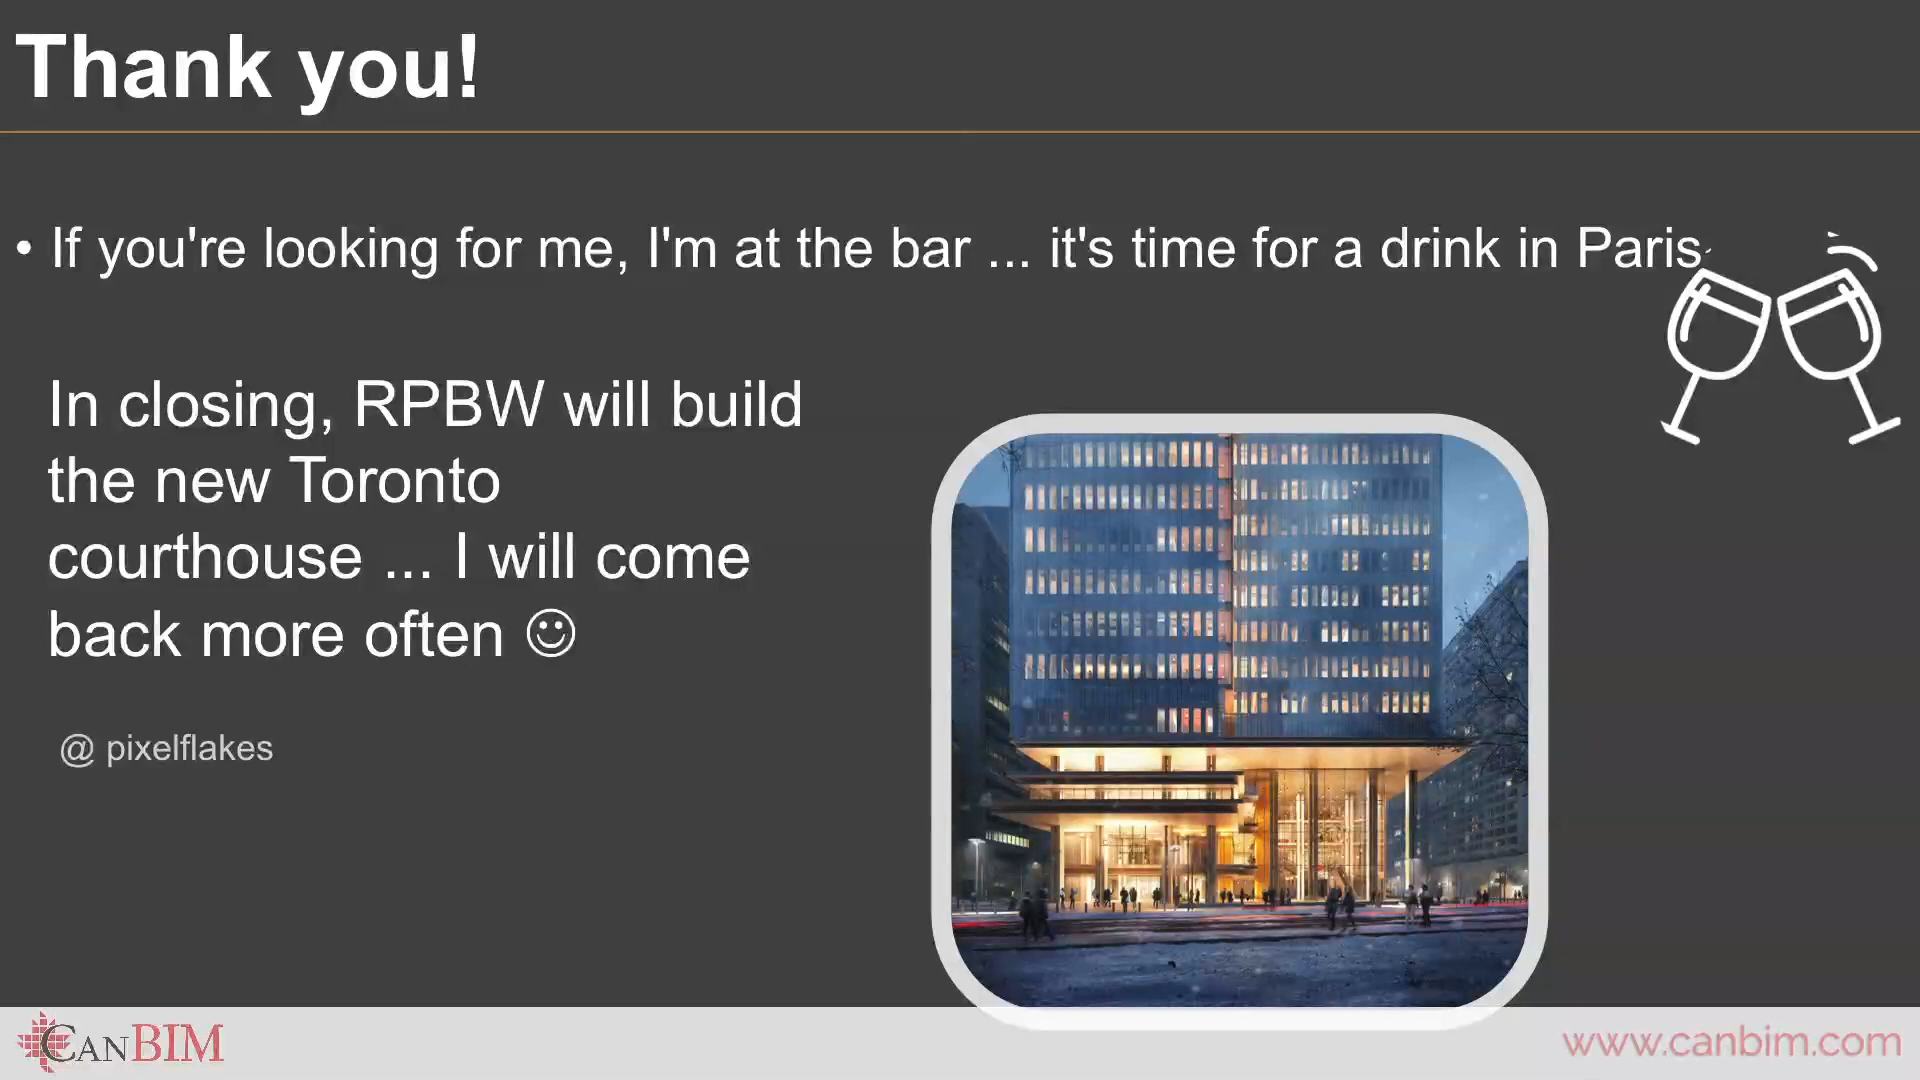 Thank you!
• If you're looking for me, I'm at the bar ... it's time for a drink in Paris
In closing, RPBW will build
the new Toronto
courthouse ... I will come
back more often ☺
@ pixelflakes
CANBIM
www.canbim.com